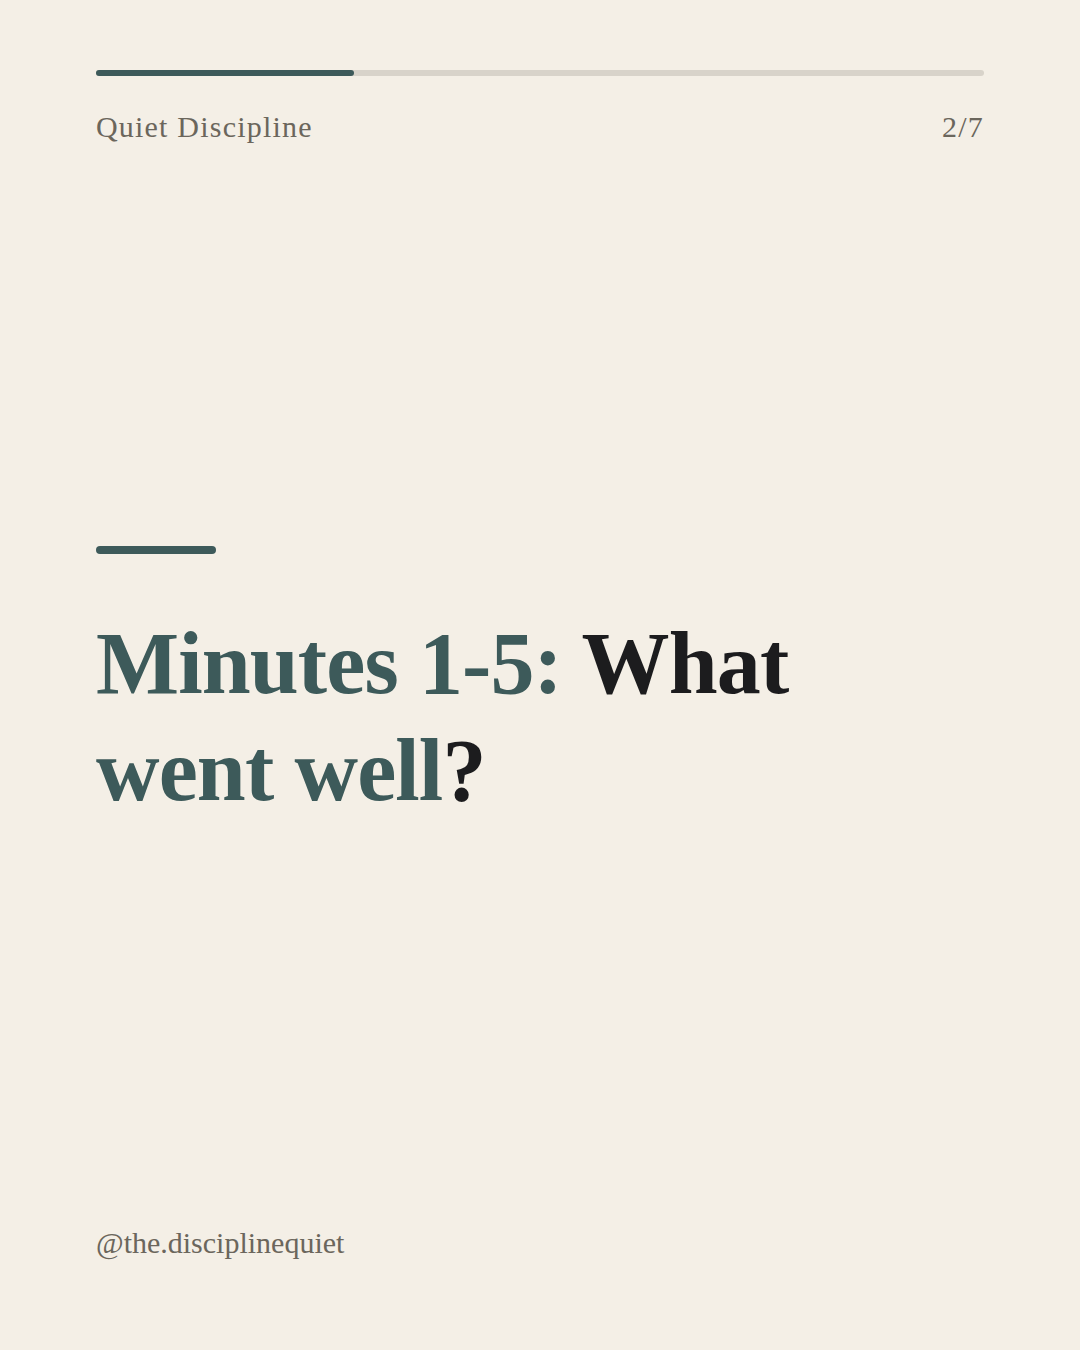 Quiet Discipline
2/7
Minutes 1-5: What
went well?
@the.disciplinequiet